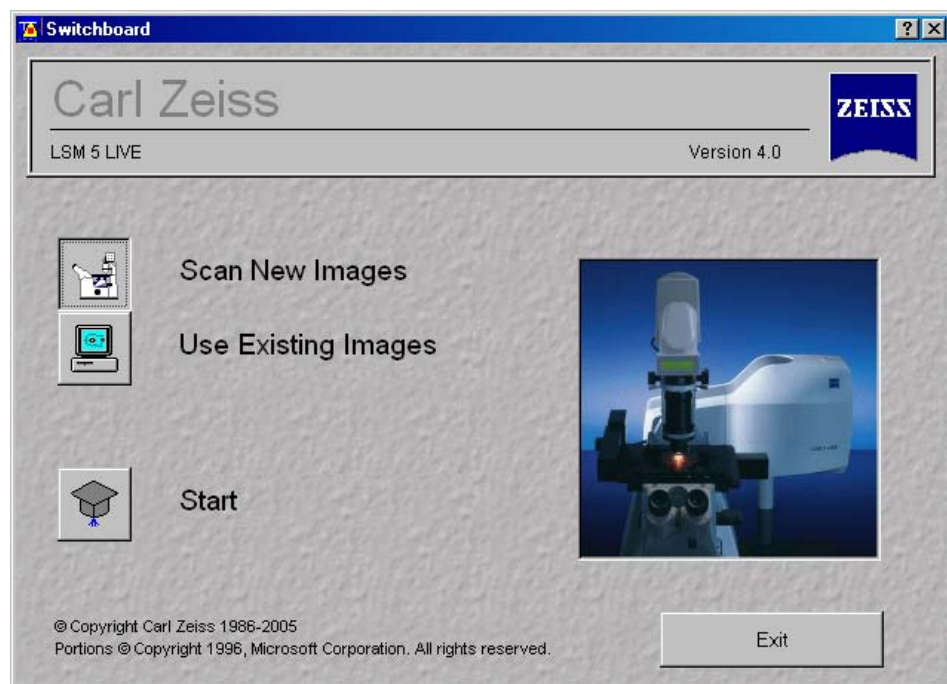 Switchboard
Carl Zeiss
ZEISS
LSM 5 LIVE
Version 4.0
Scan New Images
Use Existing Images
Start
© Copyright Carl Zeiss 1986-2005
Portions © Copyright 1996, Microsoft Corporation. All rights reserved.
Exit